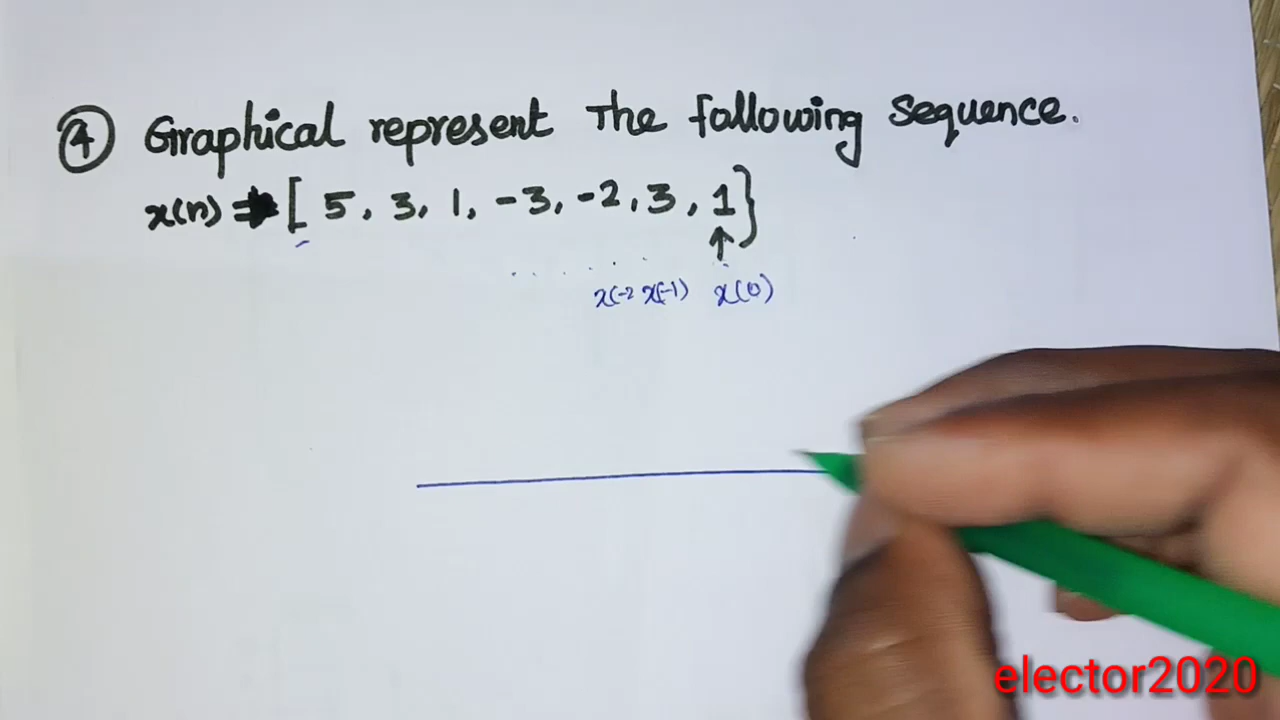 ④ Graphical represent the following sequence.
x(n) = [ 5, 3, 1, -3, -2, 3, 1}
↑
x(-2 x(-1) x(0)
elector2020